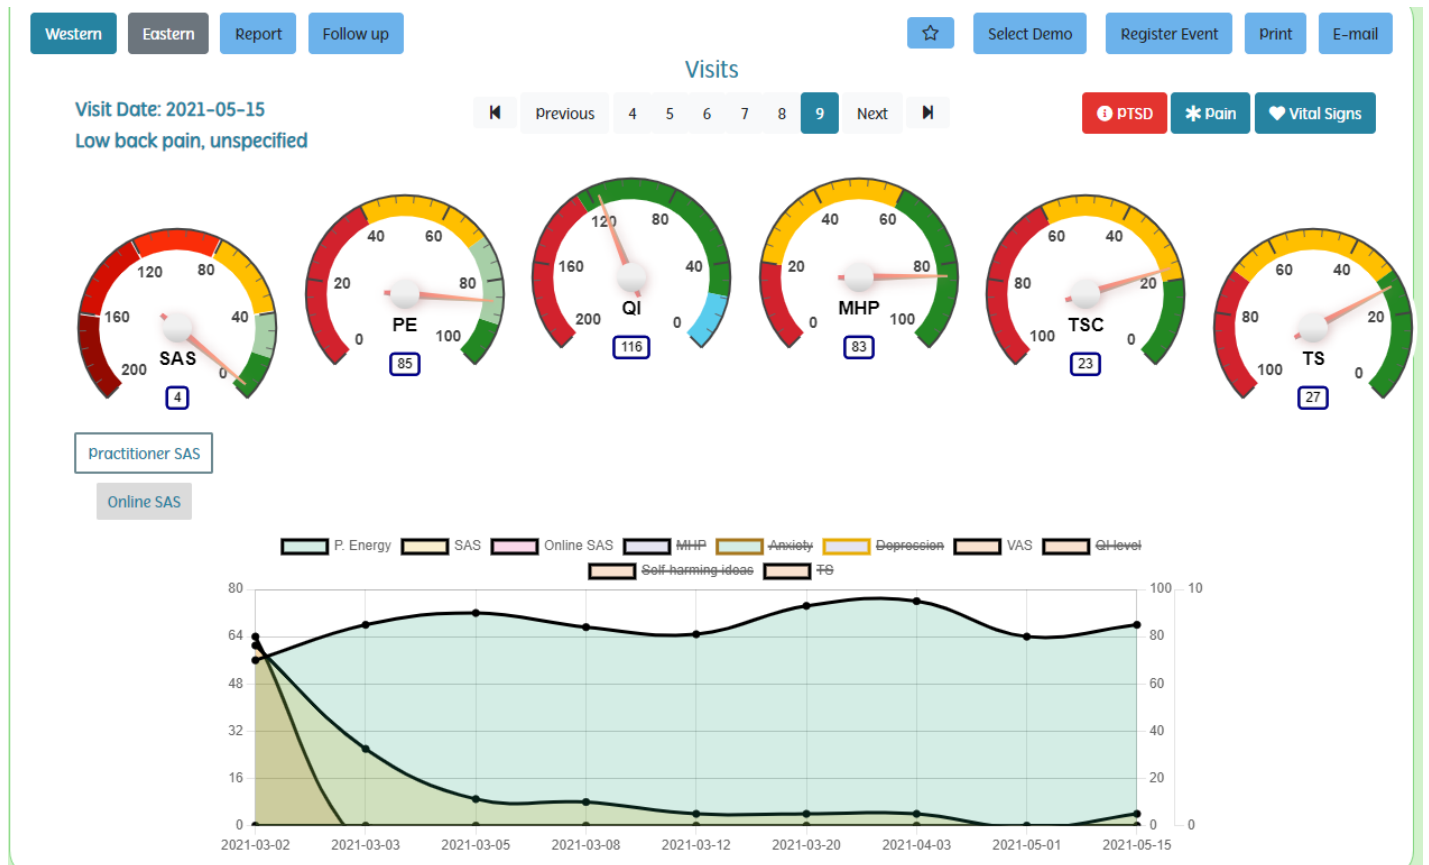 Western Eastern Report Follow up Select Demo Register Event Print E-mail
Visits
Visit Date: 2021-05-15
Low back pain, unspecified
Previous 4 5 6 7 8 9 Next
PTSD Pain Vital Signs
200 160 120 80 40 0
SAS
4
0 20 40 60 80 100
PE
85
200 160 120 80 40 0
QI
116
0 20 40 60 80 100
MHP
83
100 80 60 40 20 0
TSC
23
100 80 60 40 20 0
TS
27
Practitioner SAS
Online SAS
P. Energy SAS Online SAS MHP Anxiety Depression VAS QI level
Self-harming ideas TS
80 100 10
64 80
48 60
32 40
16 20
0 0 0
2021-03-02 2021-03-03 2021-03-05 2021-03-08 2021-03-12 2021-03-20 2021-04-03 2021-05-01 2021-05-15